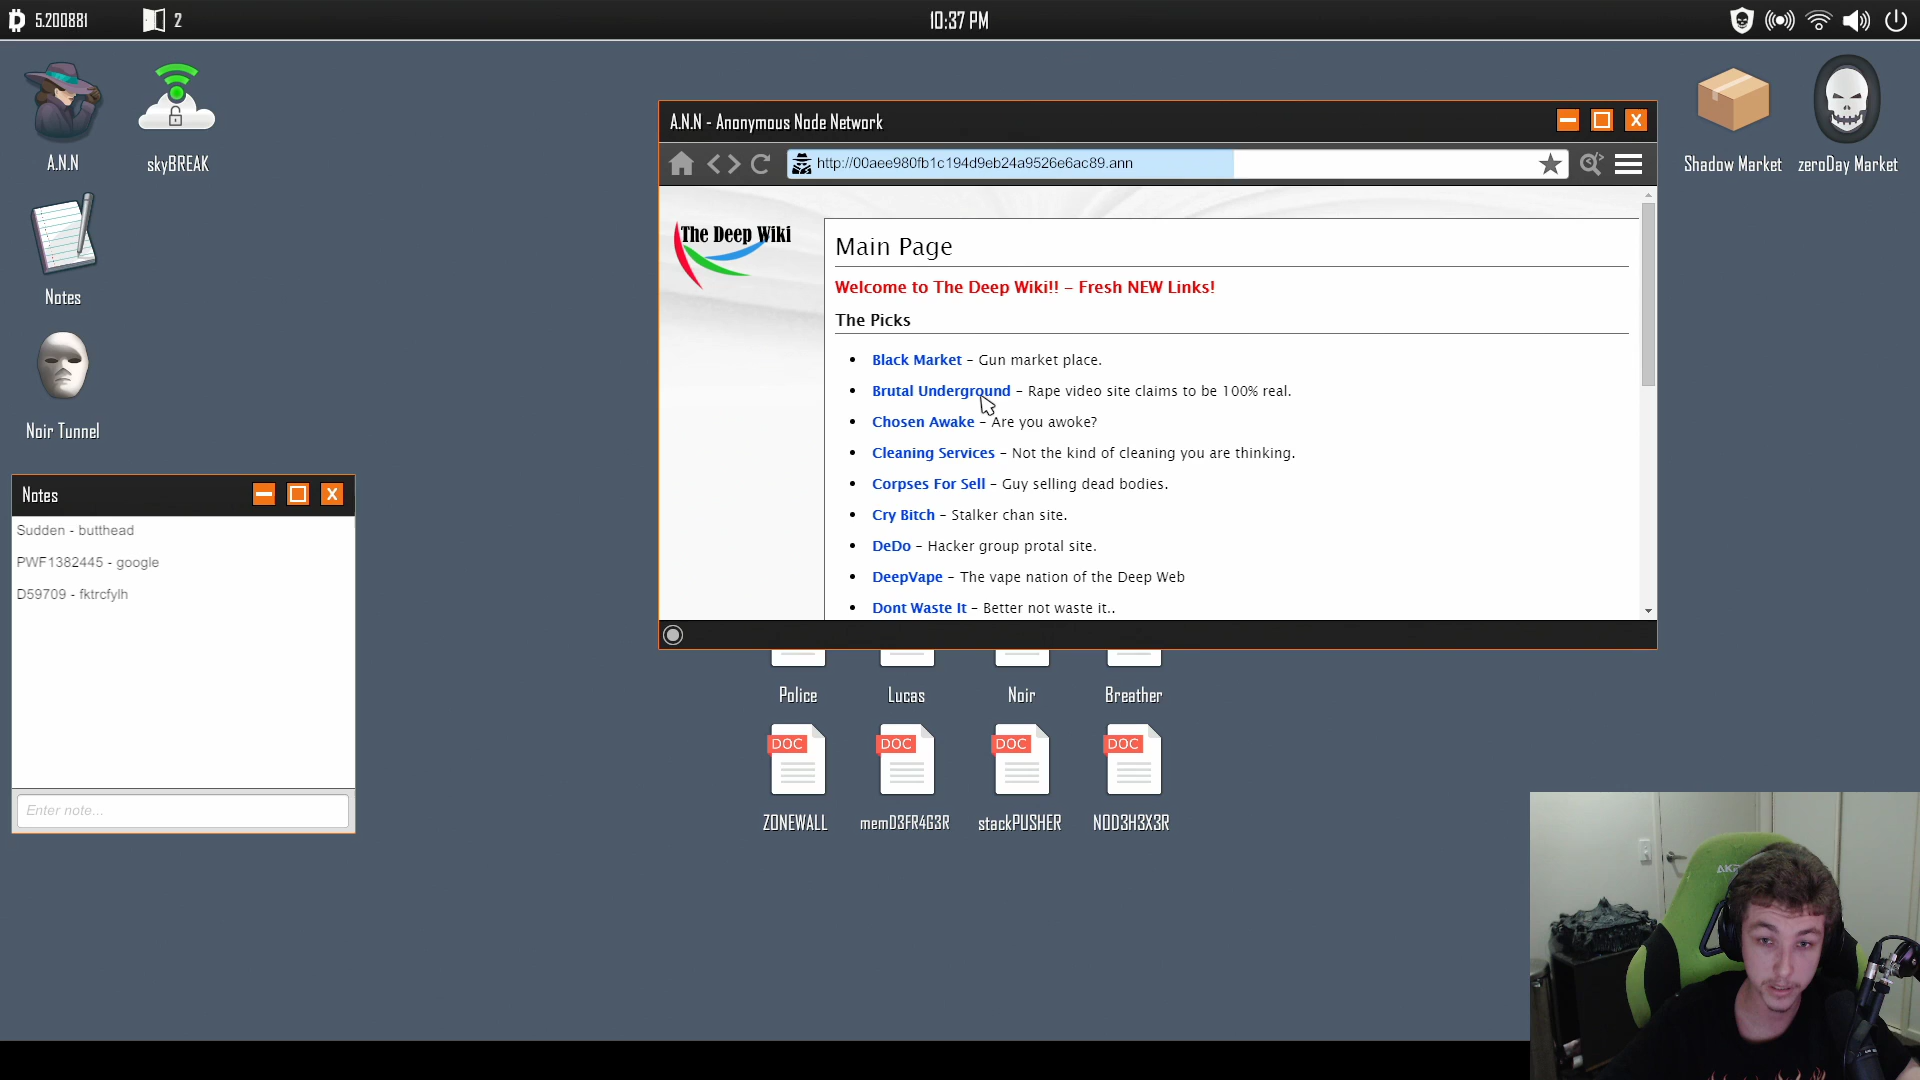 5.200881
2
10:37 PM
A.N.N
skyBREAK
Notes
Noir Tunnel
Shadow Market
zeroDay Market
A.N.N - Anonymous Node Network
http://00aee980fb1c194d9eb24a9526e6ac89.ann
The Deep Wiki
Main Page
Welcome to The Deep Wiki!! – Fresh NEW Links!
The Picks
Black Market – Gun market place.
Brutal Underground – Rape video site claims to be 100% real.
Chosen Awake – Are you awoke?
Cleaning Services – Not the kind of cleaning you are thinking.
Corpses For Sell – Guy selling dead bodies.
Cry Bitch – Stalker chan site.
DeDo – Hacker group protal site.
DeepVape – The vape nation of the Deep Web
Dont Waste It – Better not waste it..
Notes
Sudden - butthead
PWF1382445 - google
D59709 - fktrcfylh
Enter note...
Police
Lucas
Noir
Breather
DOC
DOC
DOC
DOC
ZONEWALL
memD3FR4G3R
stackPUSHER
NOD3H3X3R